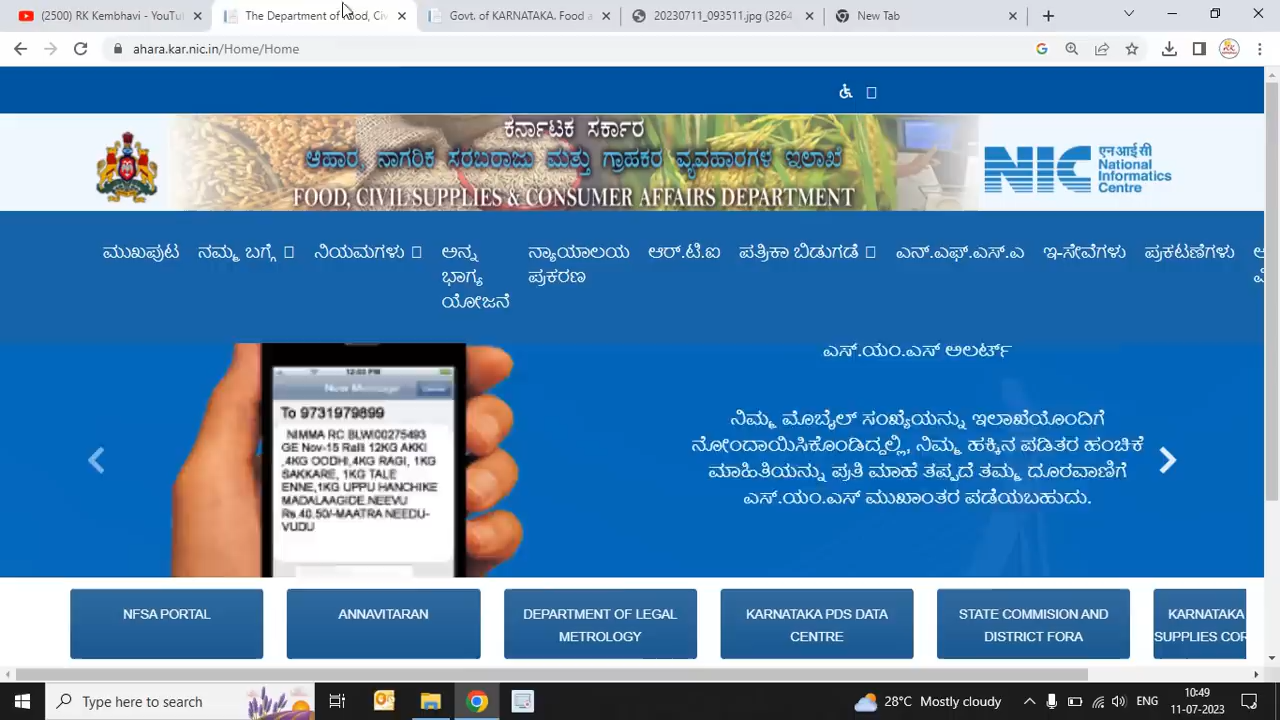 (2500) RK Kembhavi - YouTu
The Department of Food, Civ
Govt. of KARNATAKA. Food a
20230711_093511.jpg (3264
New Tab
ahara.kar.nic.in/Home/Home
ಕರ್ನಾಟಕ ಸರ್ಕಾರ
ಆಹಾರ, ನಾಗರಿಕ ಸರಬರಾಜು ಮತ್ತು ಗ್ರಾಹಕರ ವ್ಯವಹಾರಗಳ ಇಲಾಖೆ
FOOD, CIVIL SUPPLIES & CONSUMER AFFAIRS DEPARTMENT
NIC
एन आई सी
National
Informatics
Centre
ಮುಖಪುಟ ನಮ್ಮ ಬಗ್ಗೆ ನಿಯಮಗಳು ಅನ್ನ ಭಾಗ್ಯ ಯೋಜನೆ ನ್ಯಾಯಾಲಯ ಪ್ರಕರಣ ಆರ್.ಟಿ.ಐ ಪತ್ರಿಕಾ ಬಿಡುಗಡೆ ಎನ್.ಎಫ್.ಎಸ್.ಎ ಇ-ಸೇವೆಗಳು ಪ್ರಕಟಣೆಗಳು
12:03 PM
New Message
To 9731979899
NIMMA RC BLWI00275493
GE Nov-15 Ralli 12KG AKKI
,4KG OODHI,4KG RAGI, 1KG
SAKKARE, 1KG TALE
ENNE,1KG UPPU HANCHIKE
MADALAAGIDE.NEEVU
Rs.40.50/-MAATRA NEEDU-
VUDU
ಎಸ್.ಯಂ.ಎಸ್ ಅಲರ್ಟ್
ನಿಮ್ಮ ಮೊಬೈಲ್ ಸಂಖ್ಯೆಯನ್ನು ಇಲಾಖೆಯೊಂದಿಗೆ
ನೋಂದಾಯಿಸಿಕೊಂಡಿದ್ದಲ್ಲಿ, ನಿಮ್ಮ ಹಕ್ಕಿನ ಪಡಿತರ ಹಂಚಿಕೆ
ಮಾಹಿತಿಯನ್ನು ಪ್ರತಿ ಮಾಹೆ ತಪ್ಪದೆ ತಮ್ಮ ದೂರವಾಣಿಗೆ
ಎಸ್.ಯಂ.ಎಸ್ ಮುಖಾಂತರ ಪಡೆಯಬಹುದು.
NFSA PORTAL
ANNAVITARAN
DEPARTMENT OF LEGAL
METROLOGY
KARNATAKA PDS DATA
CENTRE
STATE COMMISION AND
DISTRICT FORA
KARNATAKA
SUPPLIES COR
Type here to search
28°C Mostly cloudy
ENG
10:49
11-07-2023